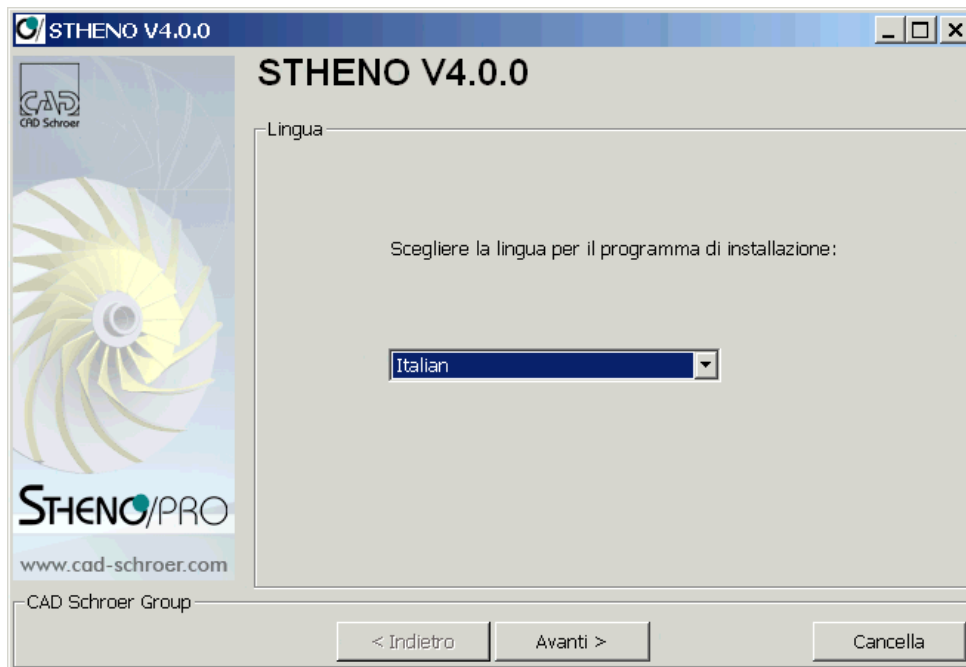 STHENO V4.0.0
CAD
CAD Schroer
STHENO V4.0.0
Lingua
Scegliere la lingua per il programma di installazione:
Italian
STHENO/PRO
www.cad-schroer.com
CAD Schroer Group
< Indietro
Avanti >
Cancella